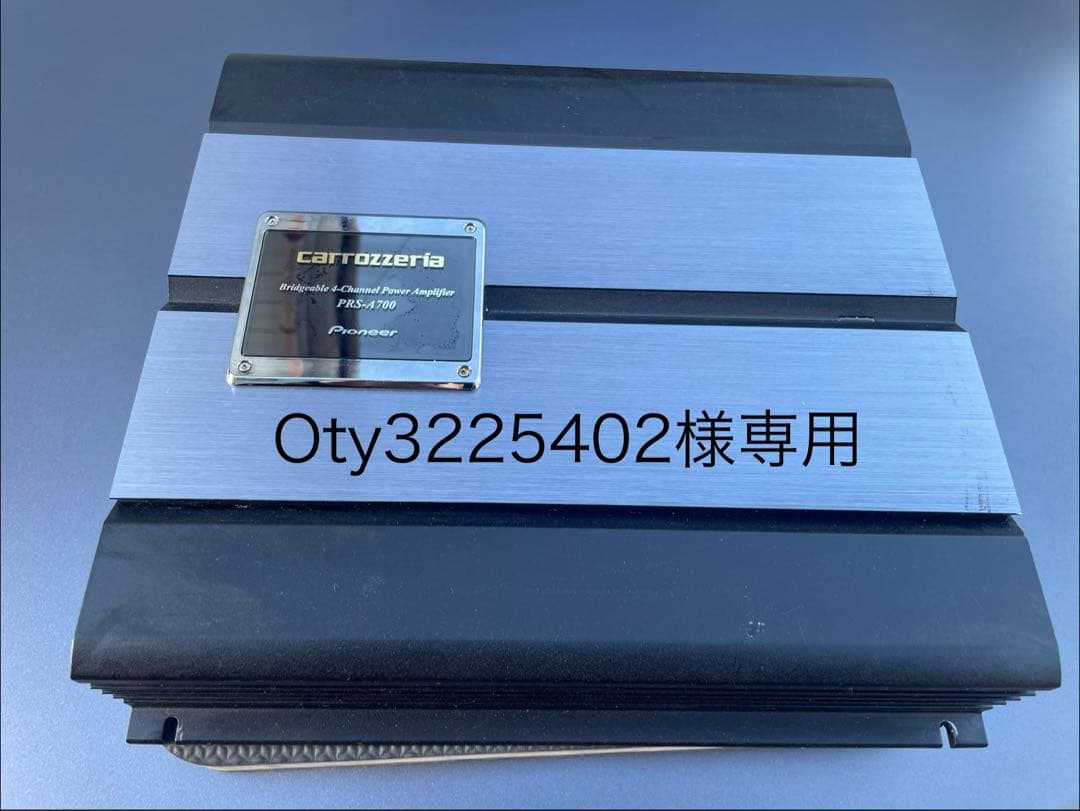 carrozzeria
Bridgeable 4-Channel Power Amplifier
PRS-A700
Pioneer
Oty3225402様専用